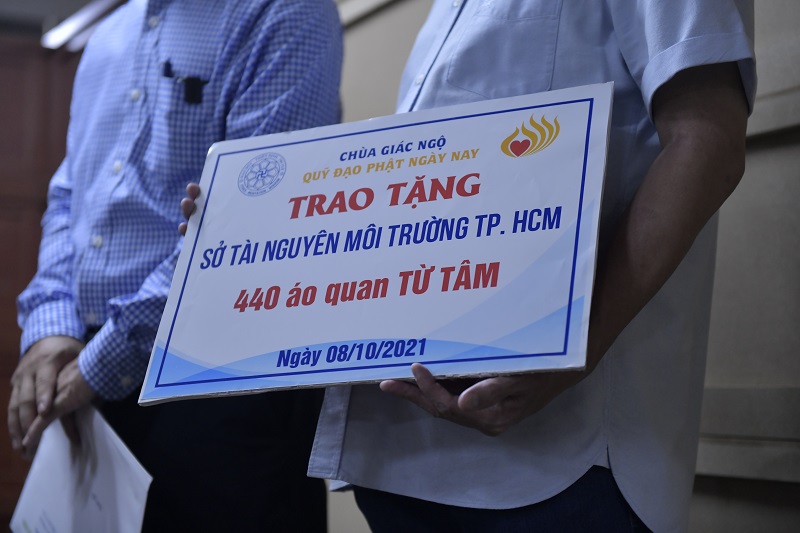 CHÙA GIÁC NGỘ
QUỸ ĐẠO PHẬT NGÀY NAY
TRAO TẶNG
SỞ TÀI NGUYÊN MÔI TRƯỜNG TP. HCM
440 áo quan TỪ TÂM
Ngày 08/10/2021